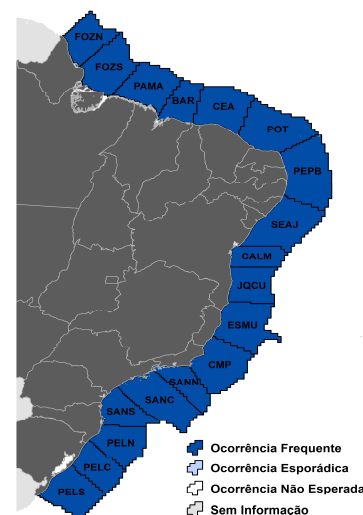 FOZN
FOZS
PAMA
BAR
CEA
POT
PEPB
SEAJ
CALM
JQCU
ESMU
CMP
SANN
SANC
SANS
PELN
PELC
PELS
Ocorrência Frequente
Ocorrência Esporádica
Ocorrência Não Esperada
Sem Informação